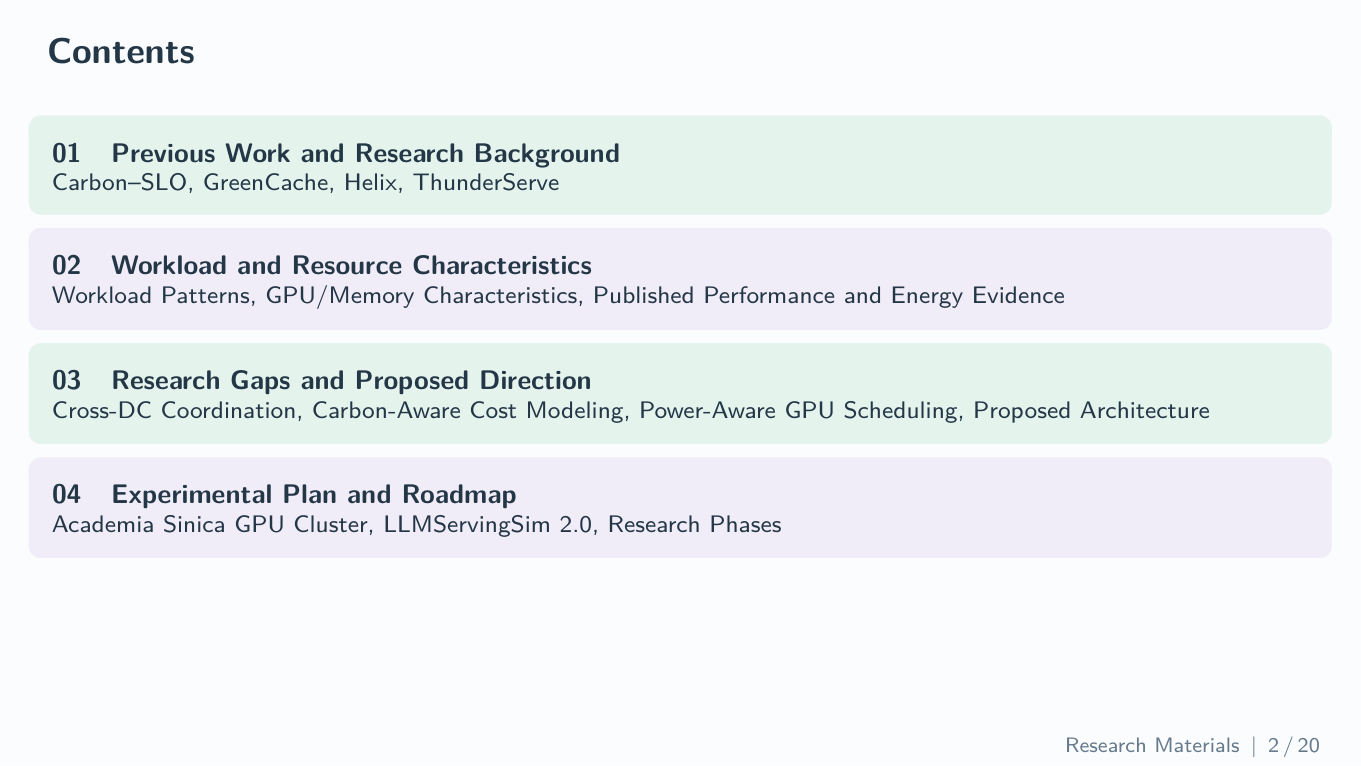 Contents
01 Previous Work and Research Background
Carbon–SLO, GreenCache, Helix, ThunderServe
02 Workload and Resource Characteristics
Workload Patterns, GPU/Memory Characteristics, Published Performance and Energy Evidence
03 Research Gaps and Proposed Direction
Cross-DC Coordination, Carbon-Aware Cost Modeling, Power-Aware GPU Scheduling, Proposed Architecture
04 Experimental Plan and Roadmap
Academia Sinica GPU Cluster, LLMServingSim 2.0, Research Phases
Research Materials | 2 / 20